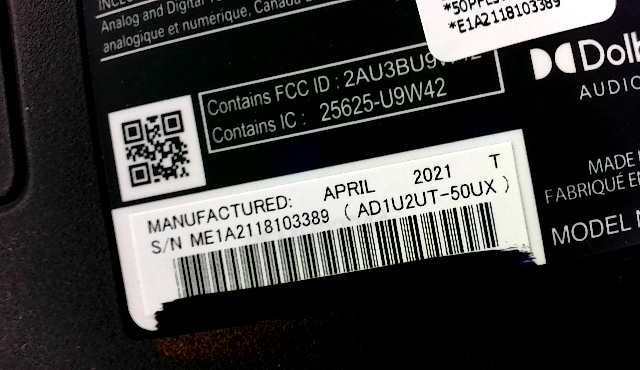 Analog and Digital
analogique et numérique, Canada
*E1A2118103389
Contains FCC ID : 2AU3BU9W42
Contains IC : 25625-U9W42
AUDIO
MANUFACTURED: APRIL 2021 T
S/N ME1A2118103389 ( AD1U2UT-50UX )
MADE
FABRIQUÉ EN
MODEL